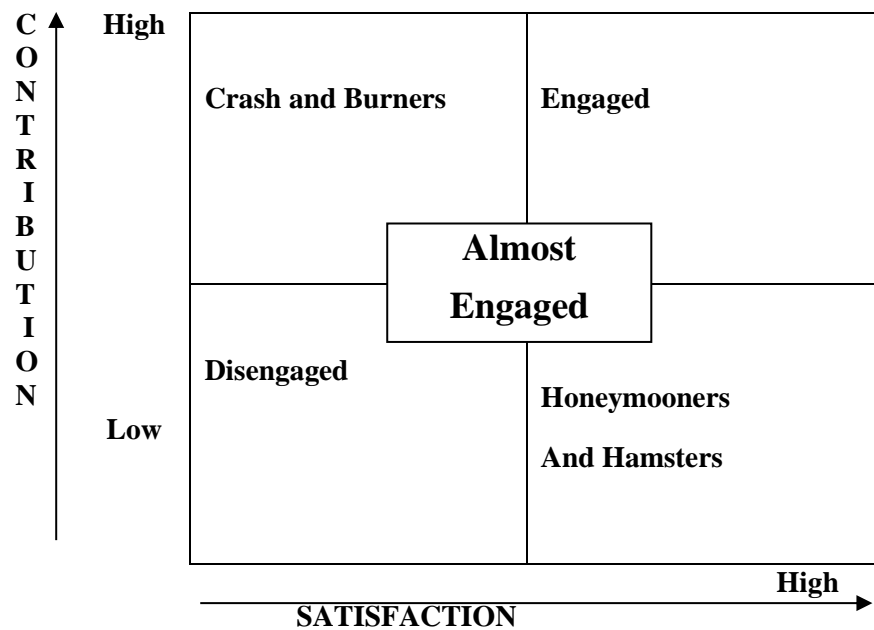 CONTRIBUTION
High
Crash and Burners
Engaged
Almost
Engaged
Disengaged
Honeymooners
Low
And Hamsters
High
SATISFACTION